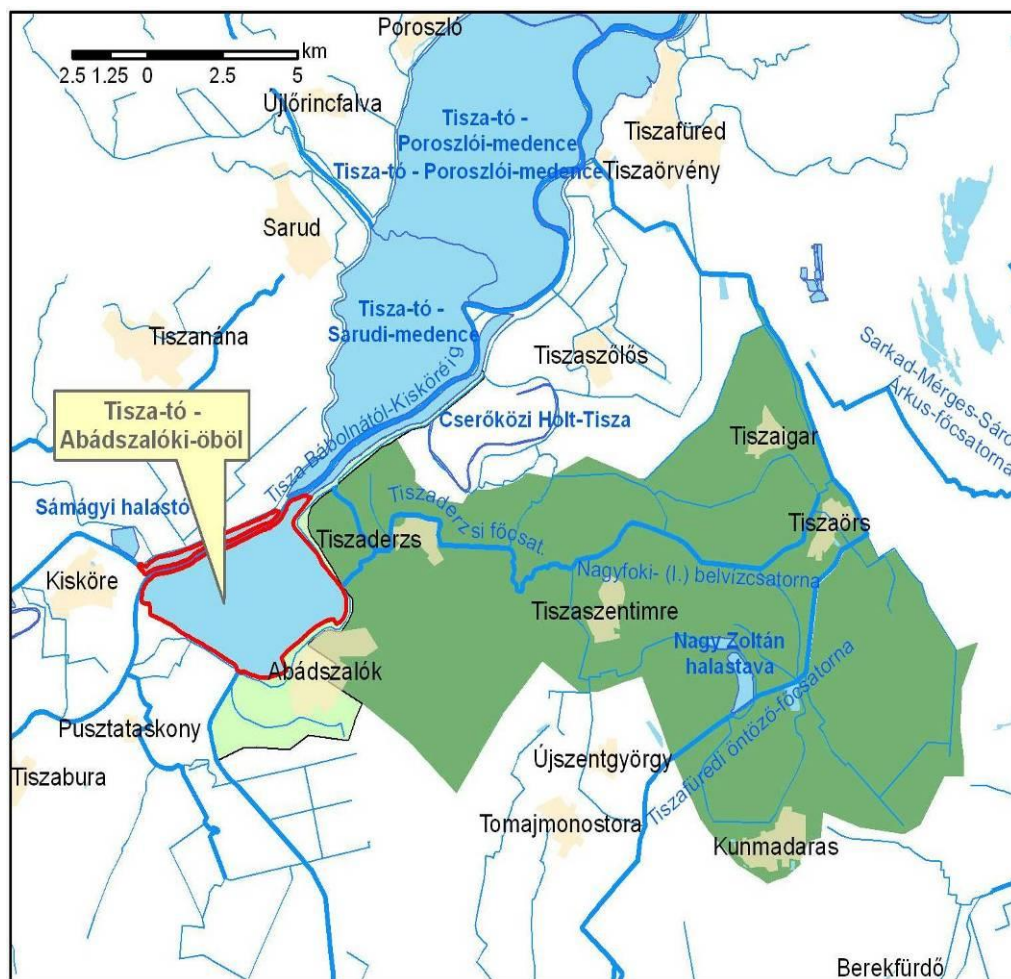 Poroszló
km
2.5 1.25 0 2.5 5
Újlőrincfalva
Tisza-tó -
Poroszlói-medence
Tiszafüred
Tisza-tó - Poroszlói-medence
Tiszaörvény
Sarud
Tisza-tó -
Sarudi-medence
Tiszanána
Tiszaszőlős
Sarkad-Mérges-Sáros
Árkus-főcsatorna
Tisza-tó -
Abádszalóki-öböl
Tisza Bábolnától-Kisköréig
Cserőközi Holt-Tisza
Tiszaigar
Sámágyi halastó
Tiszaderzsi főcsat.
Tiszaderzs
Tiszaörs
Kisköre
Nagyfoki- (I.) belvízcsatorna
Tiszaszentimre
Nagy Zoltán
halastava
Abádszalók
Pusztataskony
Tiszafüredi öntöző-főcsatorna
Tiszabura
Újszentgyörgy
Tomajmonostora
Kunmadaras
Berekfürdő